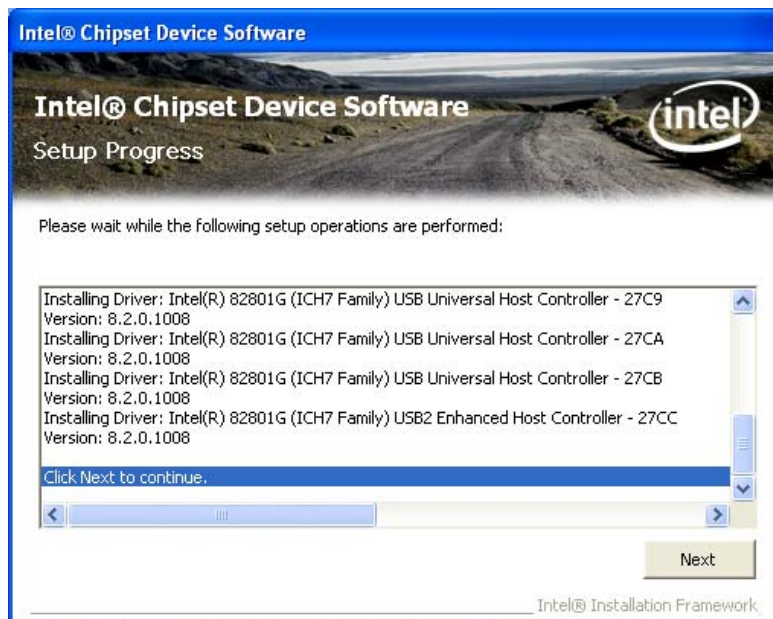 Intel® Chipset Device Software
Intel® Chipset Device Software
Setup Progress
intel
Please wait while the following setup operations are performed:
Installing Driver: Intel(R) 82801G (ICH7 Family) USB Universal Host Controller - 27C9
Version: 8.2.0.1008
Installing Driver: Intel(R) 82801G (ICH7 Family) USB Universal Host Controller - 27CA
Version: 8.2.0.1008
Installing Driver: Intel(R) 82801G (ICH7 Family) USB Universal Host Controller - 27CB
Version: 8.2.0.1008
Installing Driver: Intel(R) 82801G (ICH7 Family) USB2 Enhanced Host Controller - 27CC
Version: 8.2.0.1008
Click Next to continue.
Next
Intel® Installation Framework